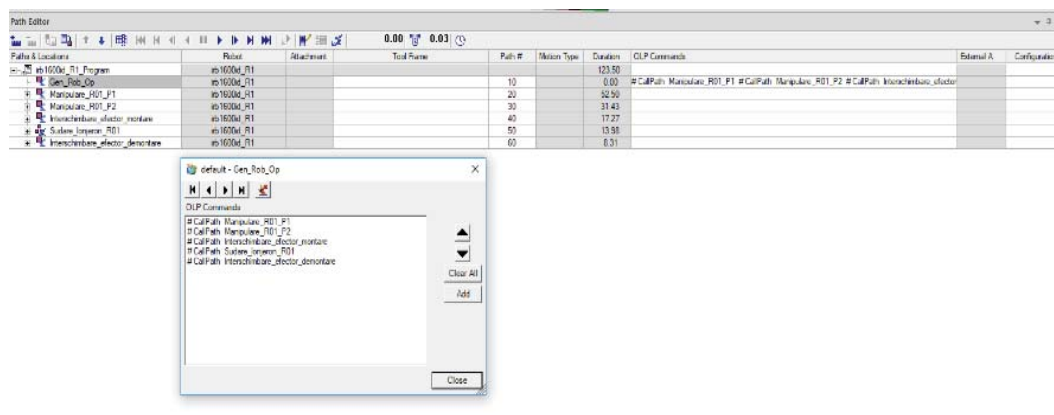 Path Editor
0.00 0.03
Paths & Locations Robot Attachment Tool Frame Path # Motion Type Duration OLP Commands External A Configuration
irb1600id_R1_Program irb1600id_R1 123.50
Gen_Rob_Op irb1600id_R1 10 0.00 # CallPath Manipulare_R01_P1 # CallPath Manipulare_R01_P2 # CallPath Interschimbare_efector
Manipulare_R01_P1 irb1600id_R1 20 52.50
Manipulare_R01_P2 irb1600id_R1 30 31.43
Interschimbare_efector_montare irb1600id_R1 40 17.27
Sudare_lonjeron_R01 irb1600id_R1 50 13.98
Interschimbare_efector_demontare irb1600id_R1 60 8.31
default - Gen_Rob_Op
OLP Commands
# CallPath Manipulare_R01_P1
# CallPath Manipulare_R01_P2
# CallPath Interschimbare_efector_montare
# CallPath Sudare_lonjeron_R01
# CallPath Interschimbare_efector_demontare
Clear All
Add
Close